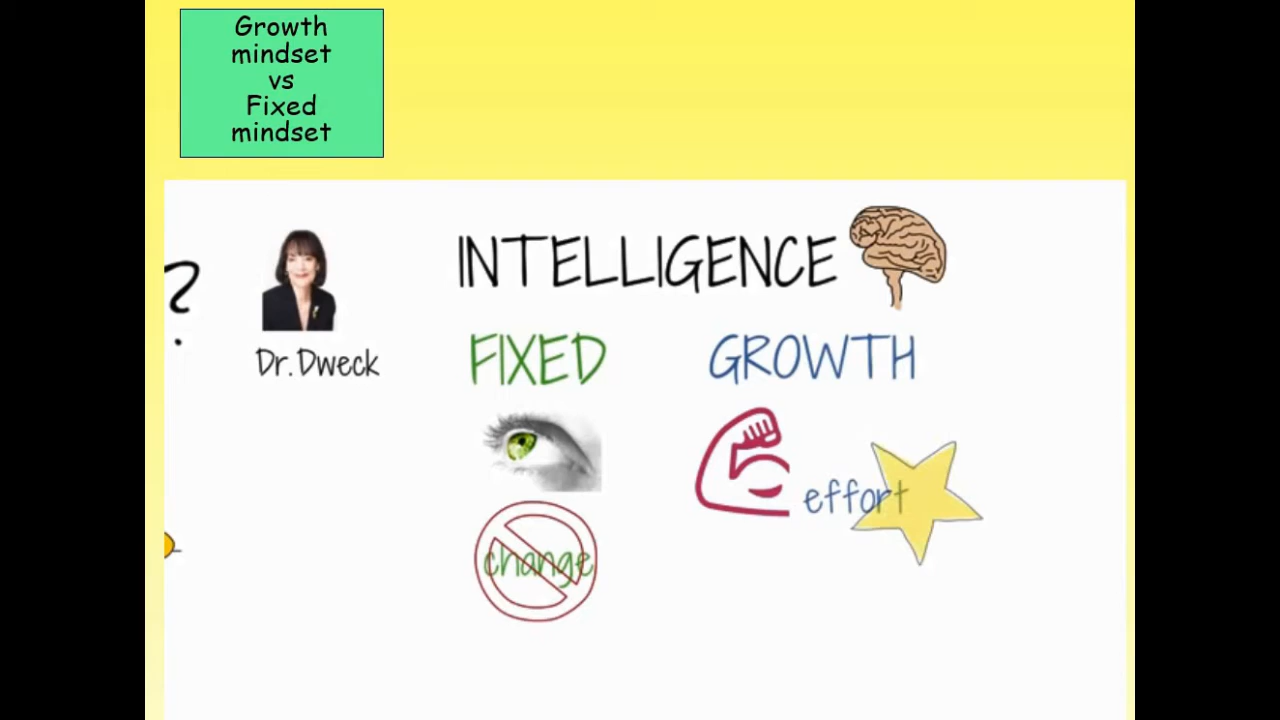 Growth
mindset
vs
Fixed
mindset
?
Dr. Dweck
INTELLIGENCE
FIXED
GROWTH
effort
change